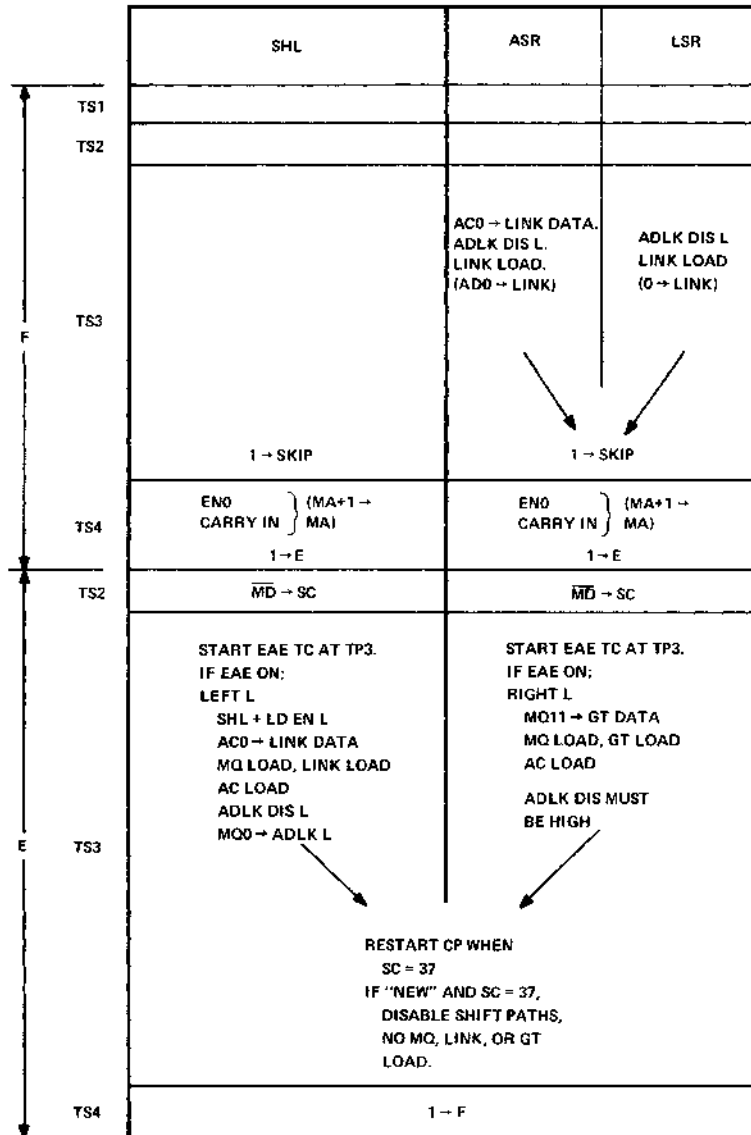 SHL
ASR
LSR
TS1
TS2
F
TS3
AC0 → LINK DATA.
ADLK DIS L.
LINK LOAD.
(AD0 → LINK)
ADLK DIS L
LINK LOAD
(0 → LINK)
1 → SKIP
1 → SKIP
TS4
EN0
CARRY IN } (MA+1 →
MA)
1 → E
EN0
CARRY IN } (MA+1 →
MA)
1 → E
E
TS2
M̅D̅ → SC
M̅D̅ → SC
TS3
START EAE TC AT TP3.
IF EAE ON;
LEFT L
SHL + LD EN L
AC0 → LINK DATA
MQ LOAD, LINK LOAD
AC LOAD
ADLK DIS L
MQ0 → ADLK L
START EAE TC AT TP3.
IF EAE ON;
RIGHT L
MQ11 → GT DATA
MQ LOAD, GT LOAD
AC LOAD
ADLK DIS MUST
BE HIGH
RESTART CP WHEN
SC = 37
IF "NEW" AND SC = 37,
DISABLE SHIFT PATHS,
NO MQ, LINK, OR GT
LOAD.
TS4
1 → F